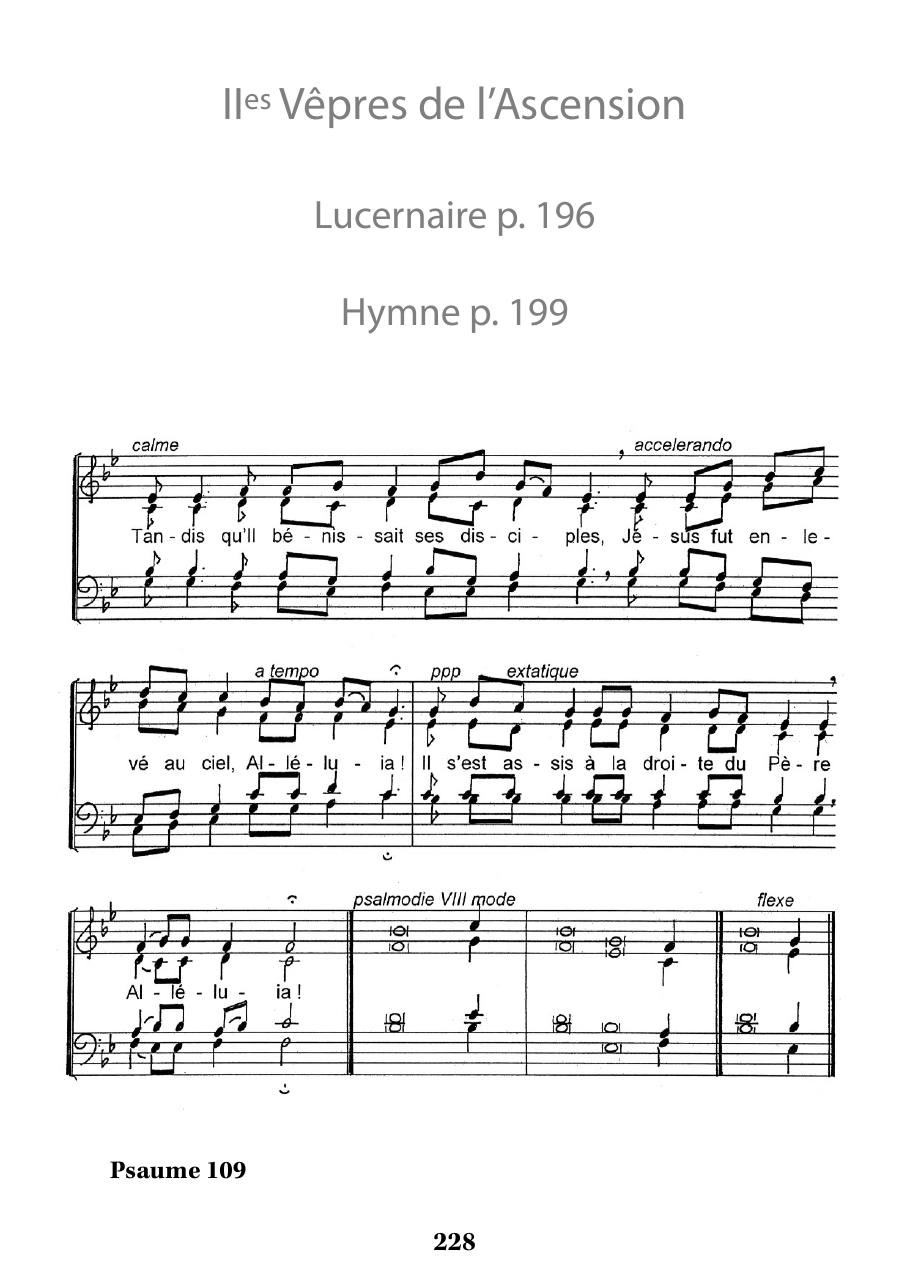 IIes Vêpres de l’Ascension
Lucernaire p. 196
Hymne p. 199
calme accelerando
Tan - dis qu'Il bé - nis - sait ses dis - ci - ples, Jé - sus fut en - le -
a tempo ppp extatique
vé au ciel, Al - lé - lu - ia ! Il s'est as - sis à la droi - te du Pè - re
psalmodie VIII mode flexe
Al - lé - lu - ia !
Psaume 109
228